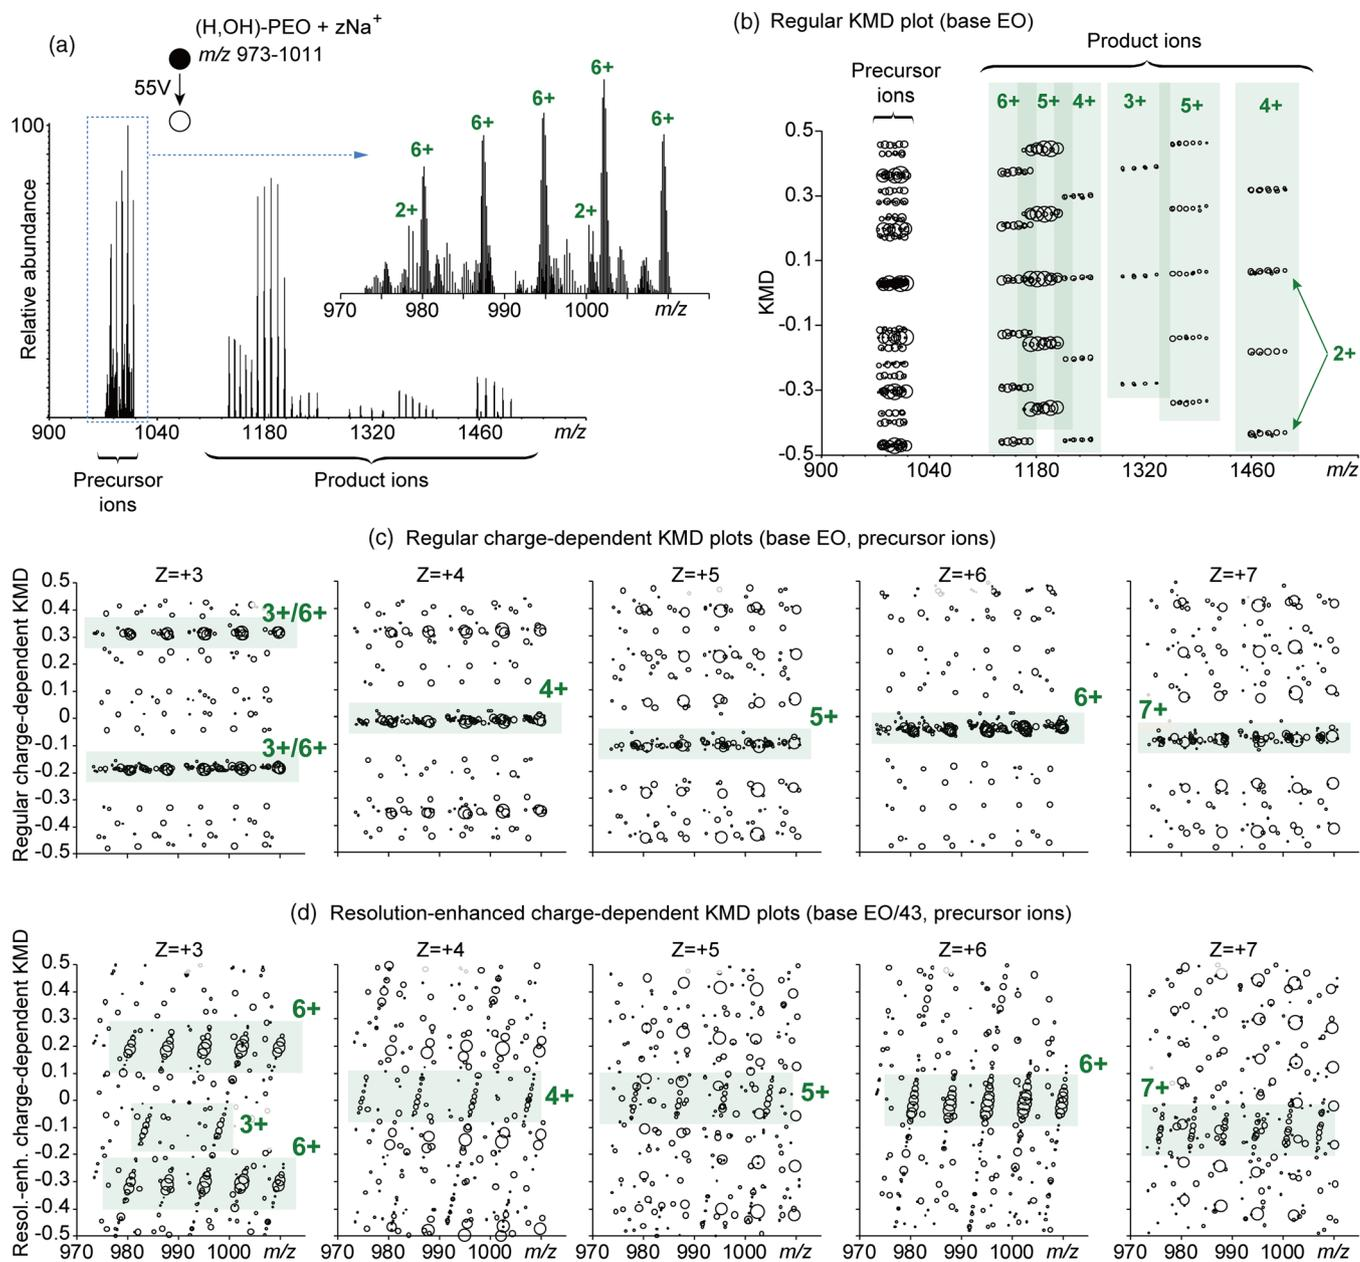 (a)
(H,OH)-PEO + zNa+
m/z 973-1011
55V
Relative abundance
100
6+
6+
6+
6+
6+
2+
2+
970 980 990 1000 m/z
900 1040 1180 1320 1460 m/z
Precursor
ions
Product ions
(b) Regular KMD plot (base EO)
Product ions
Precursor
ions
6+ 5+ 4+ 3+ 5+ 4+
KMD
0.5
0.3
0.1
-0.1
-0.3
-0.5
2+
900 1040 1180 1320 1460 m/z
(c) Regular charge-dependent KMD plots (base EO, precursor ions)
Regular charge-dependent KMD
Z=+3 Z=+4 Z=+5 Z=+6 Z=+7
0.5
0.4
0.3
0.2
0.1
0
-0.1
-0.2
-0.3
-0.4
-0.5
3+/6+
3+/6+
4+
5+
6+
7+
(d) Resolution-enhanced charge-dependent KMD plots (base EO/43, precursor ions)
Resol.-enh. charge-dependent KMD
Z=+3 Z=+4 Z=+5 Z=+6 Z=+7
0.5
0.4
0.3
0.2
0.1
0
-0.1
-0.2
-0.3
-0.4
-0.5
6+
3+
6+
4+
5+
6+
7+
970 980 990 1000 m/z 970 980 990 1000 m/z 970 980 990 1000 m/z 970 980 990 1000 m/z 970 980 990 1000 m/z